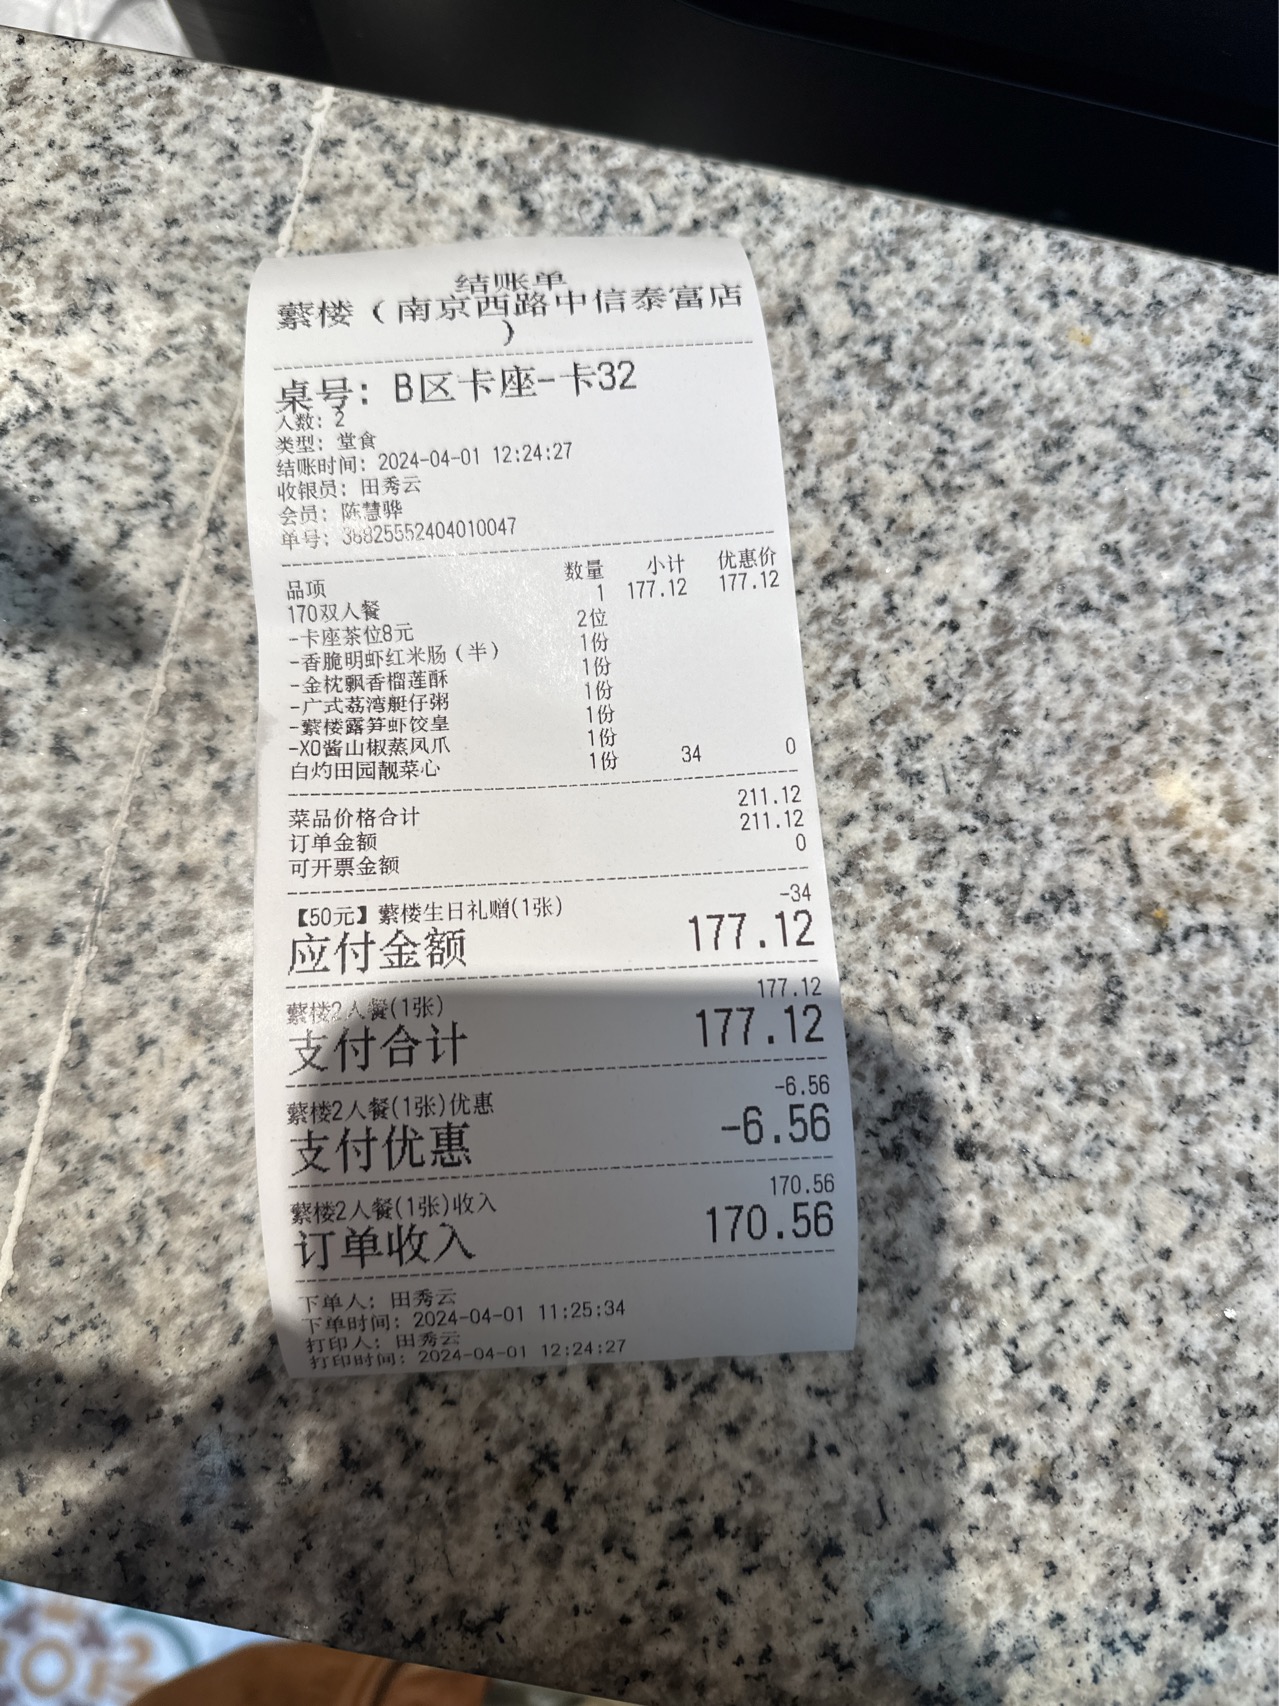 结账单
蘩楼（南京西路中信泰富店
）
桌号: B区卡座-卡32
人数: 2
类型: 堂食
结账时间: 2024-04-01 12:24:27
收银员: 田秀云
会员: 陈慧骅
单号: 38825552404010047
品项 数量 小计 优惠价
170双人餐 1 177.12 177.12
-卡座茶位8元 2位
-香脆明虾红米肠（半） 1份
-金枕飘香榴莲酥 1份
-广式荔湾艇仔粥 1份
-蘩楼露笋虾饺皇 1份
-XO酱山椒蒸凤爪 1份
白灼田园靓菜心 1份 34 0
菜品价格合计 211.12
订单金额 211.12
可开票金额 0
【50元】蘩楼生日礼赠(1张) -34
应付金额 177.12
蘩楼2人餐(1张) 177.12
支付合计 177.12
蘩楼2人餐(1张)优惠 -6.56
支付优惠 -6.56
蘩楼2人餐(1张)收入 170.56
订单收入 170.56
下单人: 田秀云
下单时间: 2024-04-01 11:25:34
打印人: 田秀云
打印时间: 2024-04-01 12:24:27